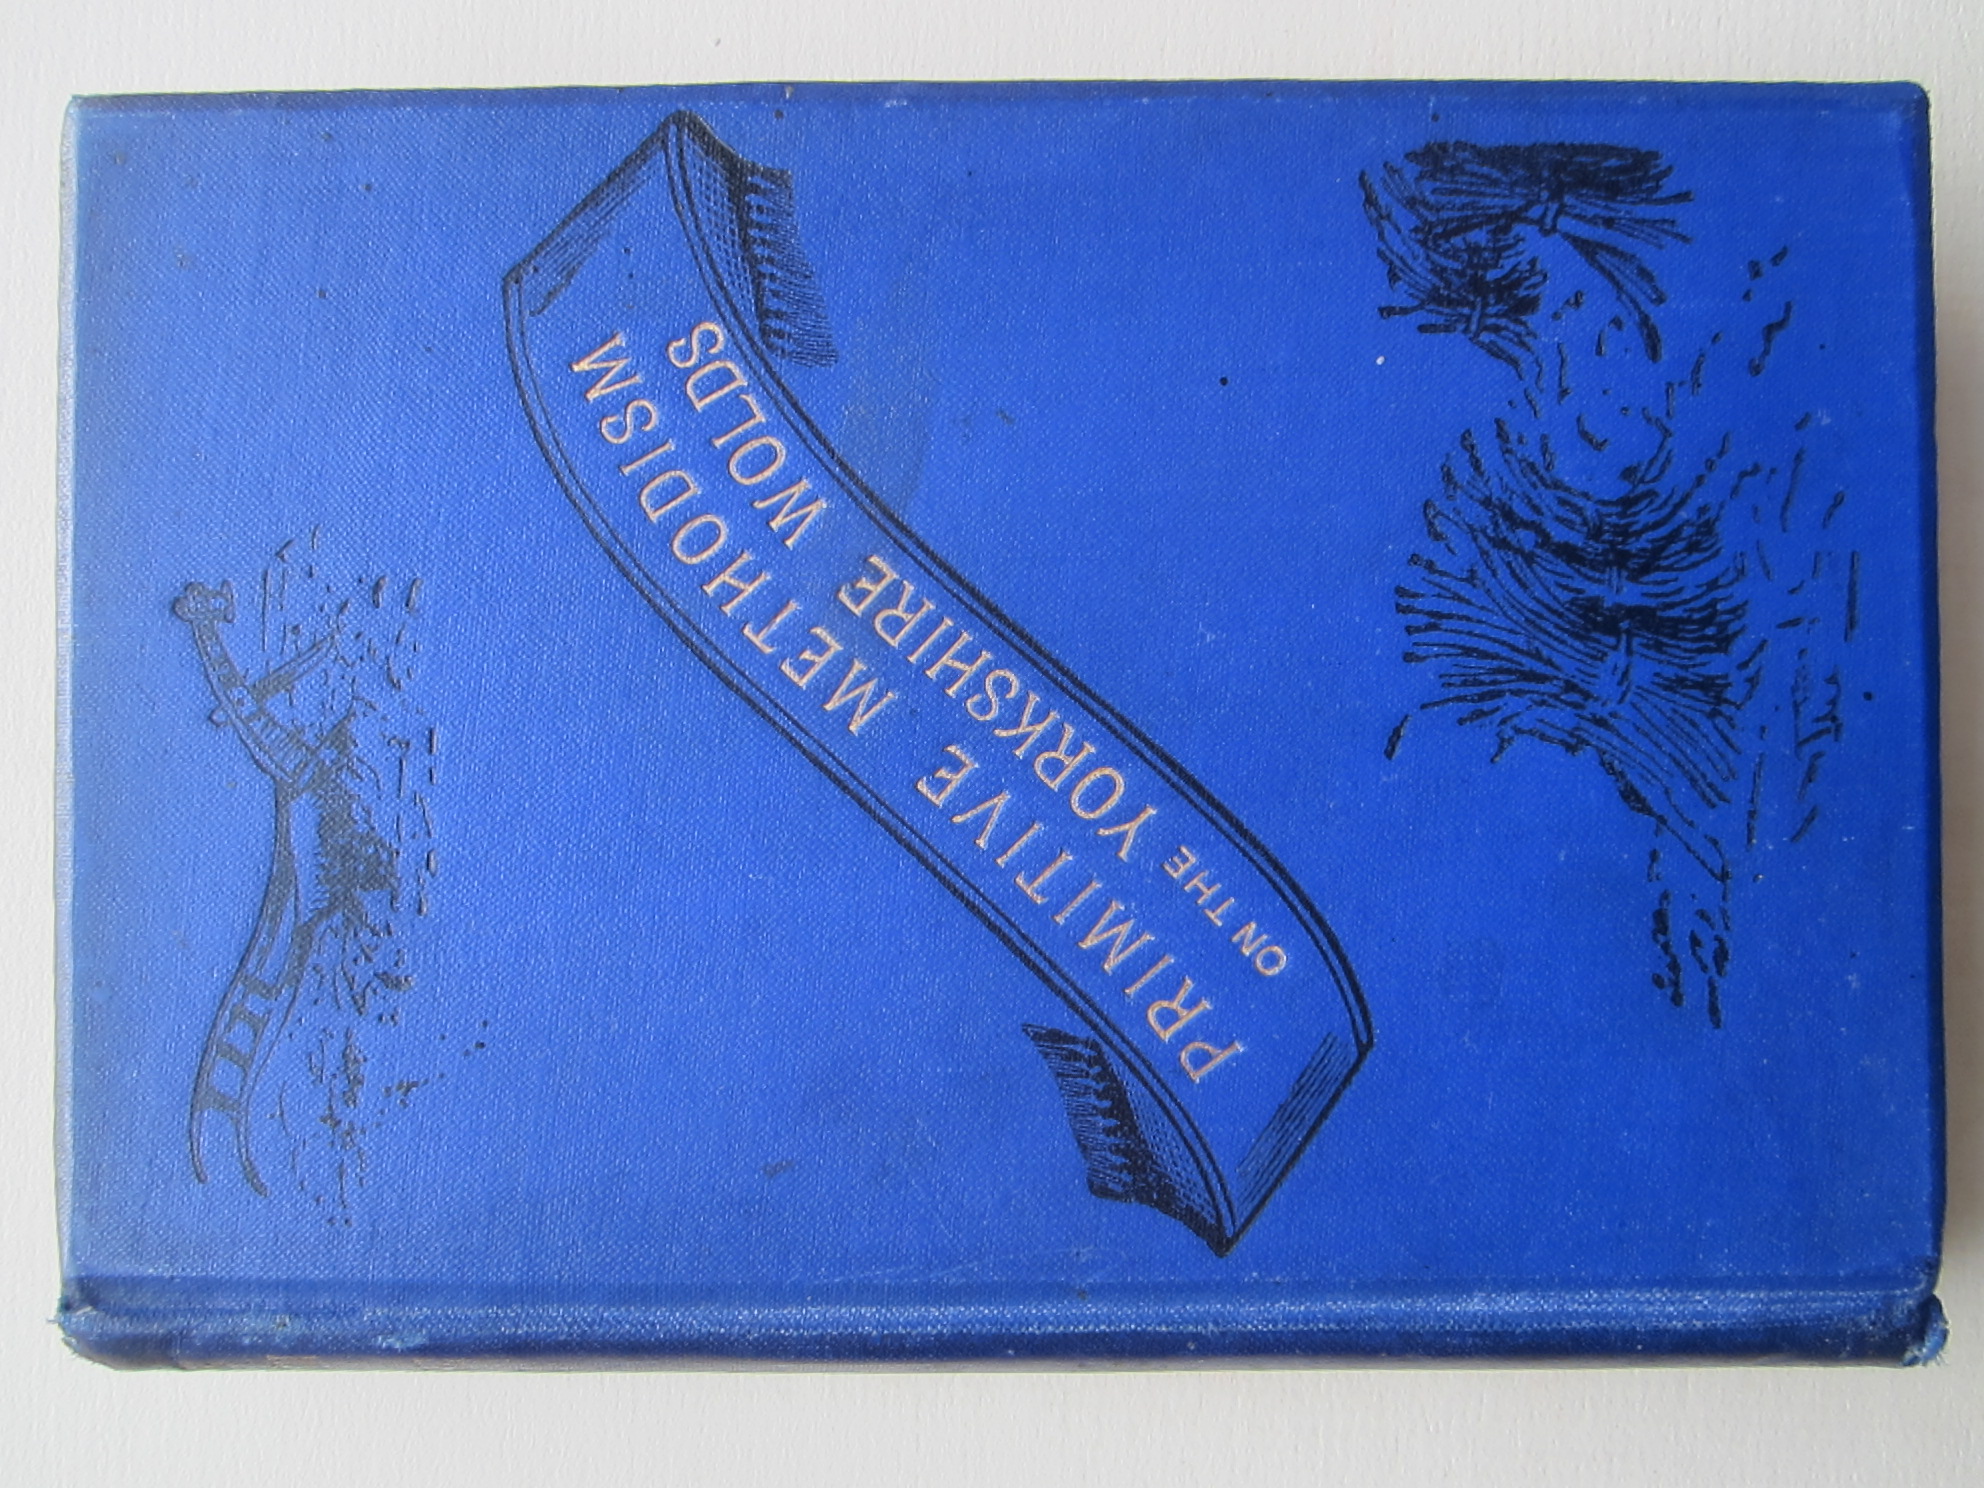 PRIMITIVE METHODISM
ON THE YORKSHIRE WOLDS